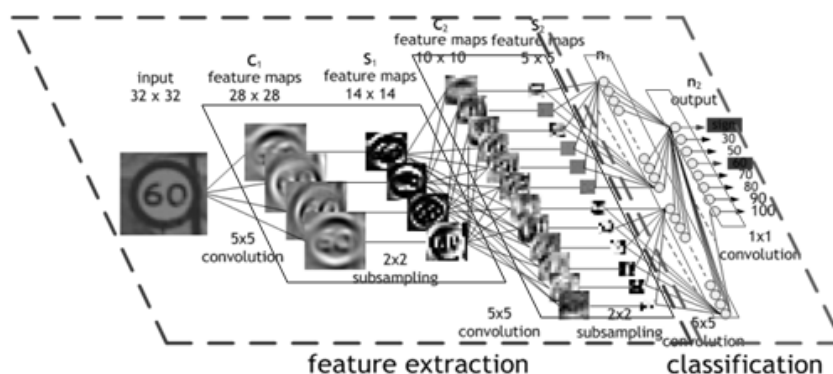 input
32 x 32
C1
feature maps
28 x 28
S1
feature maps
14 x 14
C2
feature maps
10 x 10
S2
feature maps
5 x 5
n1
n2
output
30
50
60
70
80
90
100
60
5x5
convolution
2x2
subsampling
5x5
convolution
2x2
subsampling
5x5
convolution
1x1
convolution
feature extraction
classification